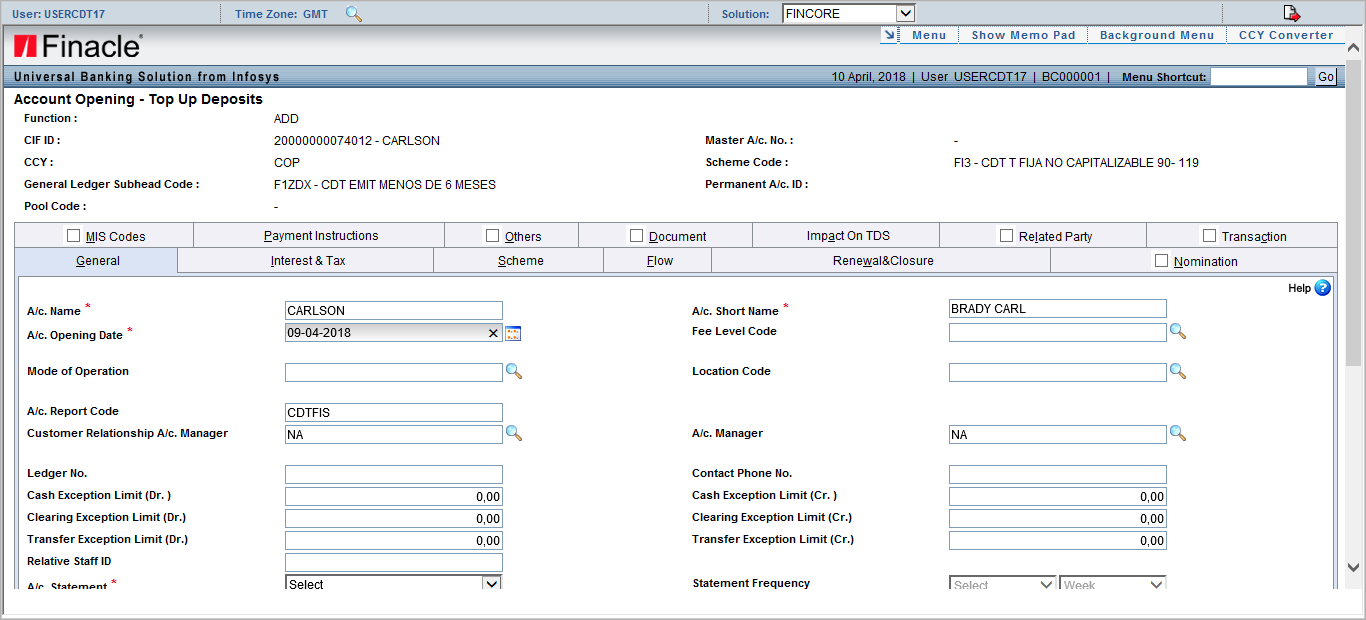 User: USERCDT17 Time Zone: GMT Solution: FINCORE
Finacle
Menu Show Memo Pad Background Menu CCY Converter
Universal Banking Solution from Infosys 10 April, 2018 | User USERCDT17 | BC000001 | Menu Shortcut: Go
Account Opening - Top Up Deposits
Function : ADD
CIF ID : 20000000074012 - CARLSON Master A/c. No. : -
CCY : COP Scheme Code : FI3 - CDT T FIJA NO CAPITALIZABLE 90- 119
General Ledger Subhead Code : F1ZDX - CDT EMIT MENOS DE 6 MESES Permanent A/c. ID :
Pool Code : -
MIS Codes Payment Instructions Others Document Impact On TDS Related Party Transaction
General Interest & Tax Scheme Flow Renewal&Closure Nomination
Help ?
A/c. Name * CARLSON A/c. Short Name * BRADY CARL
A/c. Opening Date * 09-04-2018 Fee Level Code
Mode of Operation Location Code
A/c. Report Code CDTFIS
Customer Relationship A/c. Manager NA A/c. Manager NA
Ledger No. Contact Phone No.
Cash Exception Limit (Dr. ) 0,00 Cash Exception Limit (Cr. ) 0,00
Clearing Exception Limit (Dr.) 0,00 Clearing Exception Limit (Cr.) 0,00
Transfer Exception Limit (Dr.) 0,00 Transfer Exception Limit (Cr.) 0,00
Relative Staff ID
A/c. Statement * Select Statement Frequency Select Week